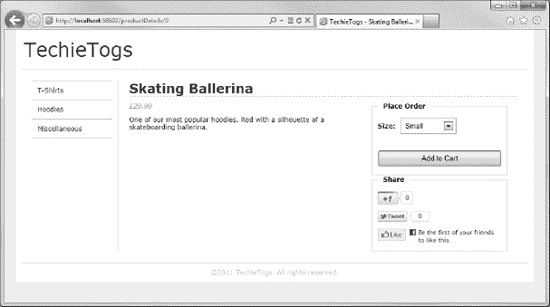 http://localhost:58602/productDetails/9
TechieTogs - Skating Balleri...
TechieTogs
T-Shirts
Hoodies
Miscellaneous
Skating Ballerina
£29.99
One of our most popular hoodies. Red with a silhouette of a
skateboarding ballerina.
Place Order
Size: Small
Add to Cart
Share
+f 0
Tweet 0
Like Be the first of your friends
to like this.
©2011 TechieTogs. All rights reserved.